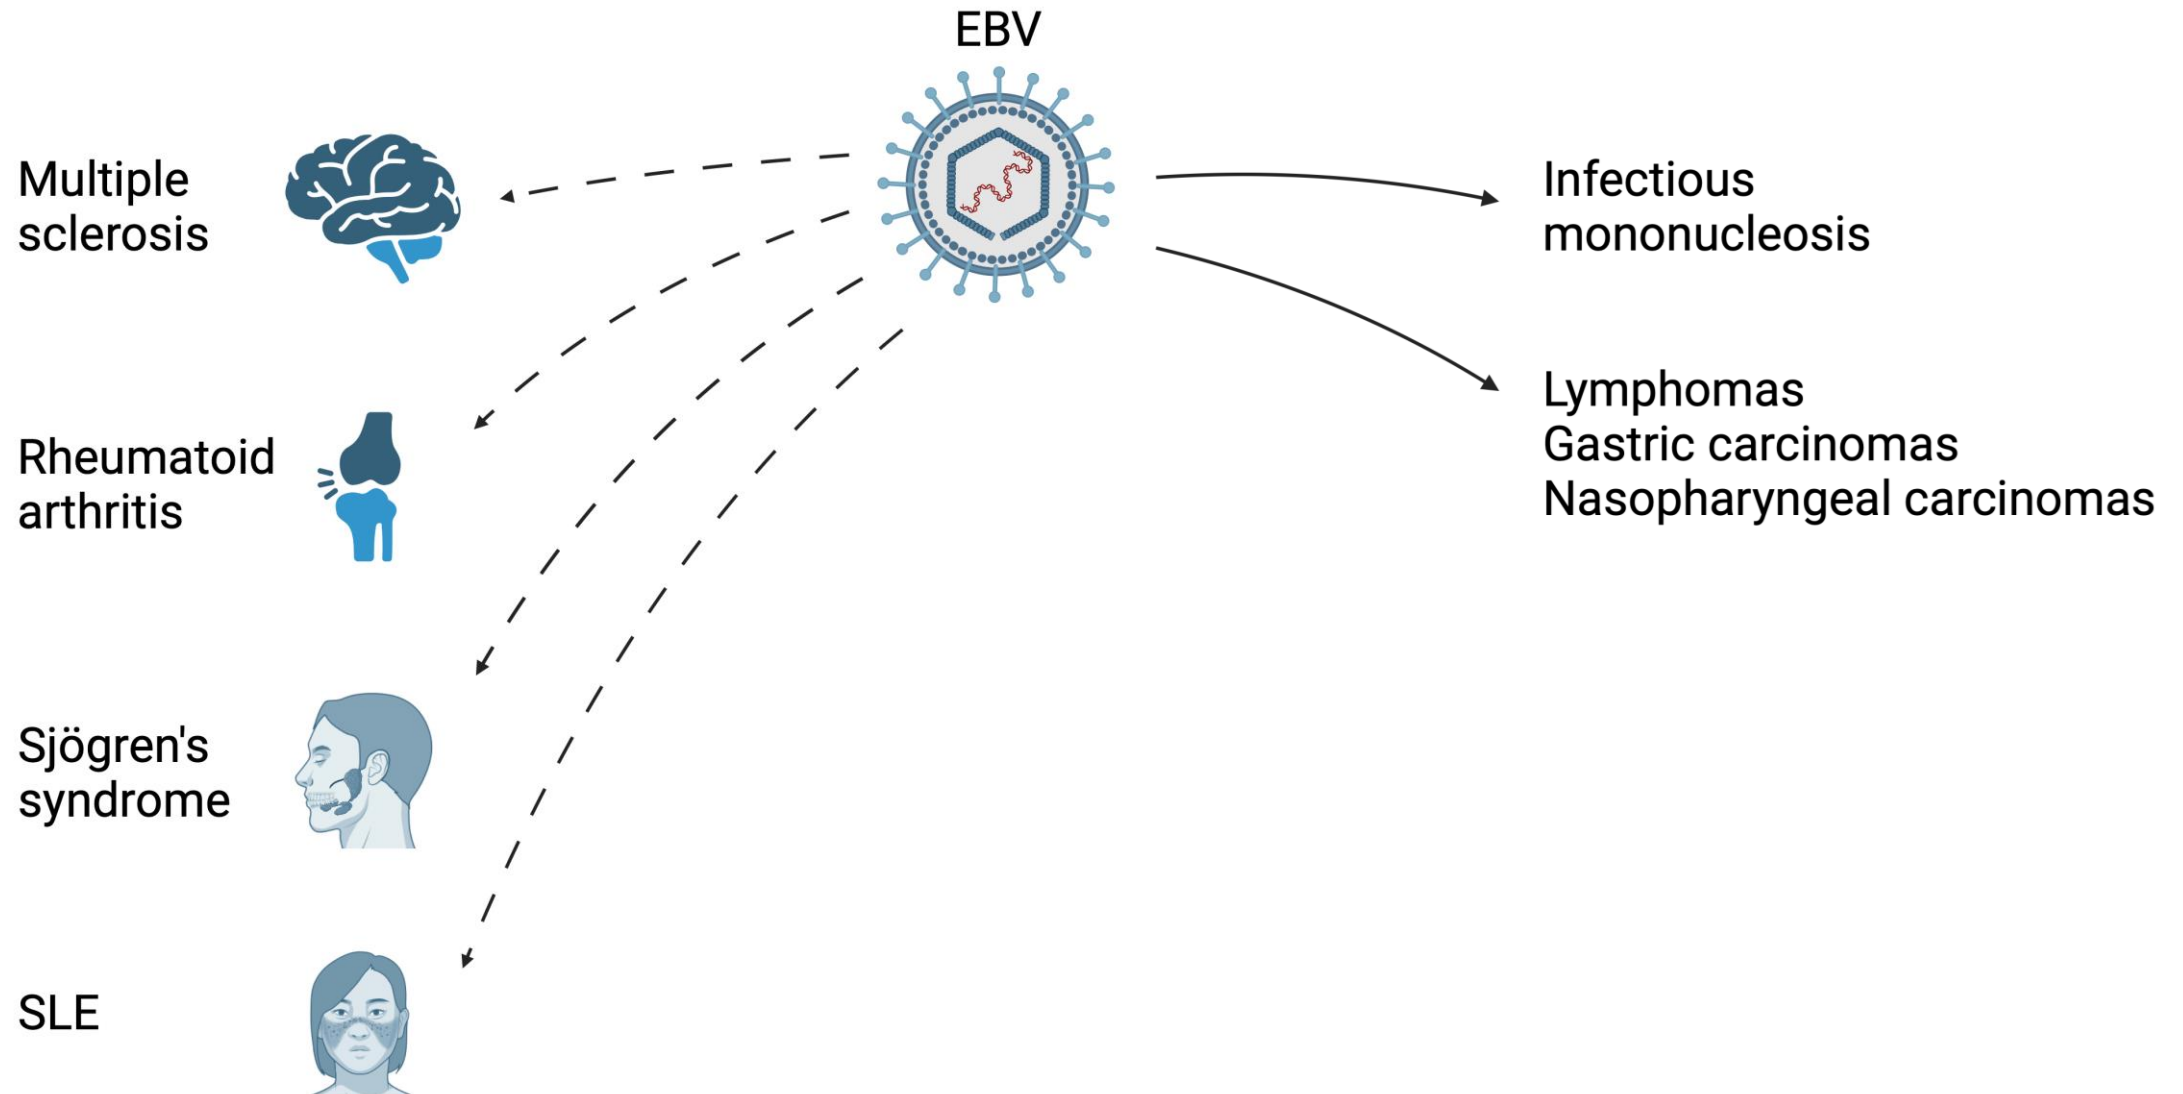 EBV
Multiple
sclerosis
Infectious
mononucleosis
Rheumatoid
arthritis
Lymphomas
Gastric carcinomas
Nasopharyngeal carcinomas
Sjögren's
syndrome
SLE